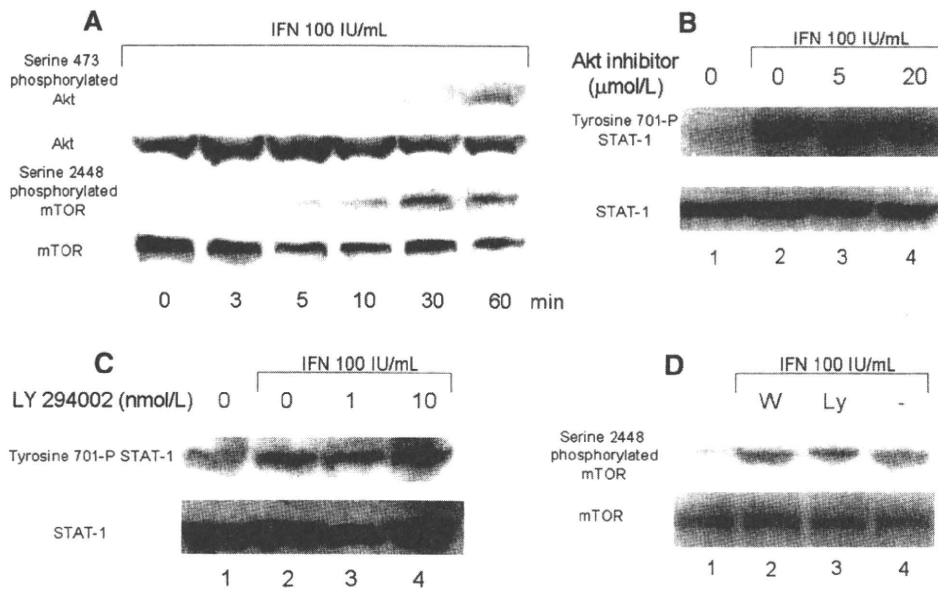 A
IFN 100 IU/mL
Serine 473
phosphorylated
Akt
Akt
Serine 2448
phosphorylated
mTOR
mTOR
0 3 5 10 30 60 min
B
IFN 100 IU/mL
Akt inhibitor
(μmol/L)
0 0 5 20
Tyrosine 701-P
STAT-1
STAT-1
1 2 3 4
C
IFN 100 IU/mL
LY 294002 (nmol/L) 0 0 1 10
Tyrosine 701-P STAT-1
STAT-1
1 2 3 4
D
IFN 100 IU/mL
W Ly -
Serine 2448
phosphorylated
mTOR
mTOR
1 2 3 4